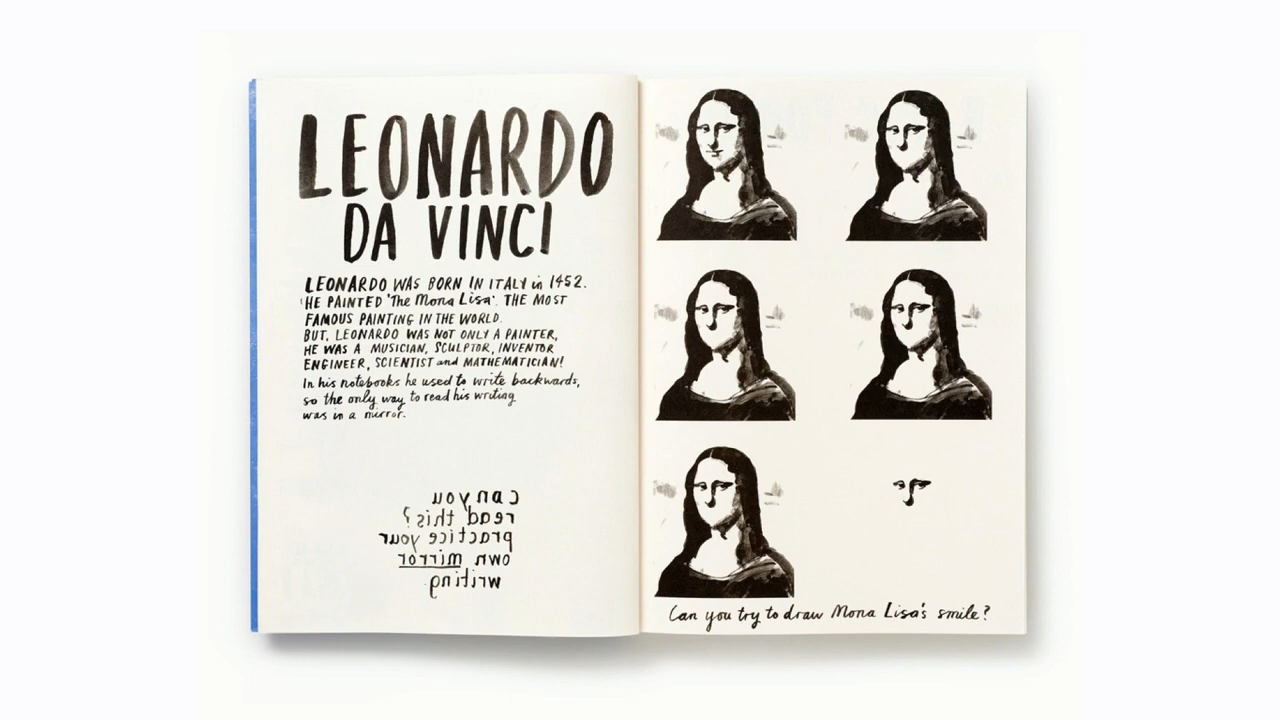 LEONARDO
DA VINCI
LEONARDO WAS BORN IN ITALY in 1452.
HE PAINTED 'The Mona Lisa'. THE MOST
FAMOUS PAINTING IN THE WORLD.
BUT, LEONARDO WAS NOT ONLY A PAINTER,
HE WAS A MUSICIAN, SCULPTOR, INVENTOR
ENGINEER, SCIENTIST and MATHEMATICIAN!
In his notebooks he used to write backwards,
so the only way to read his writing
was in a mirror.
can you
read this?
practice your
own mirror
writing.
Can you try to draw Mona Lisa's smile?